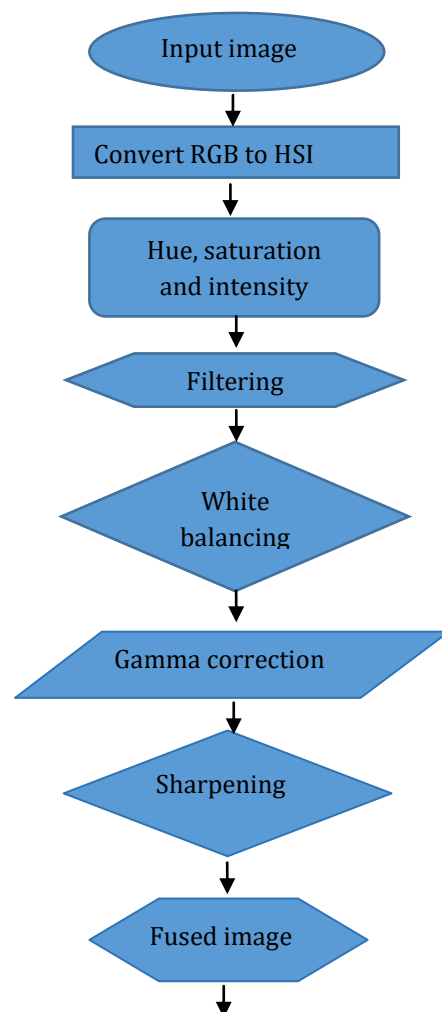 Input image
Convert RGB to HSI
Hue, saturation
and intensity
Filtering
White
balancing
Gamma correction
Sharpening
Fused image